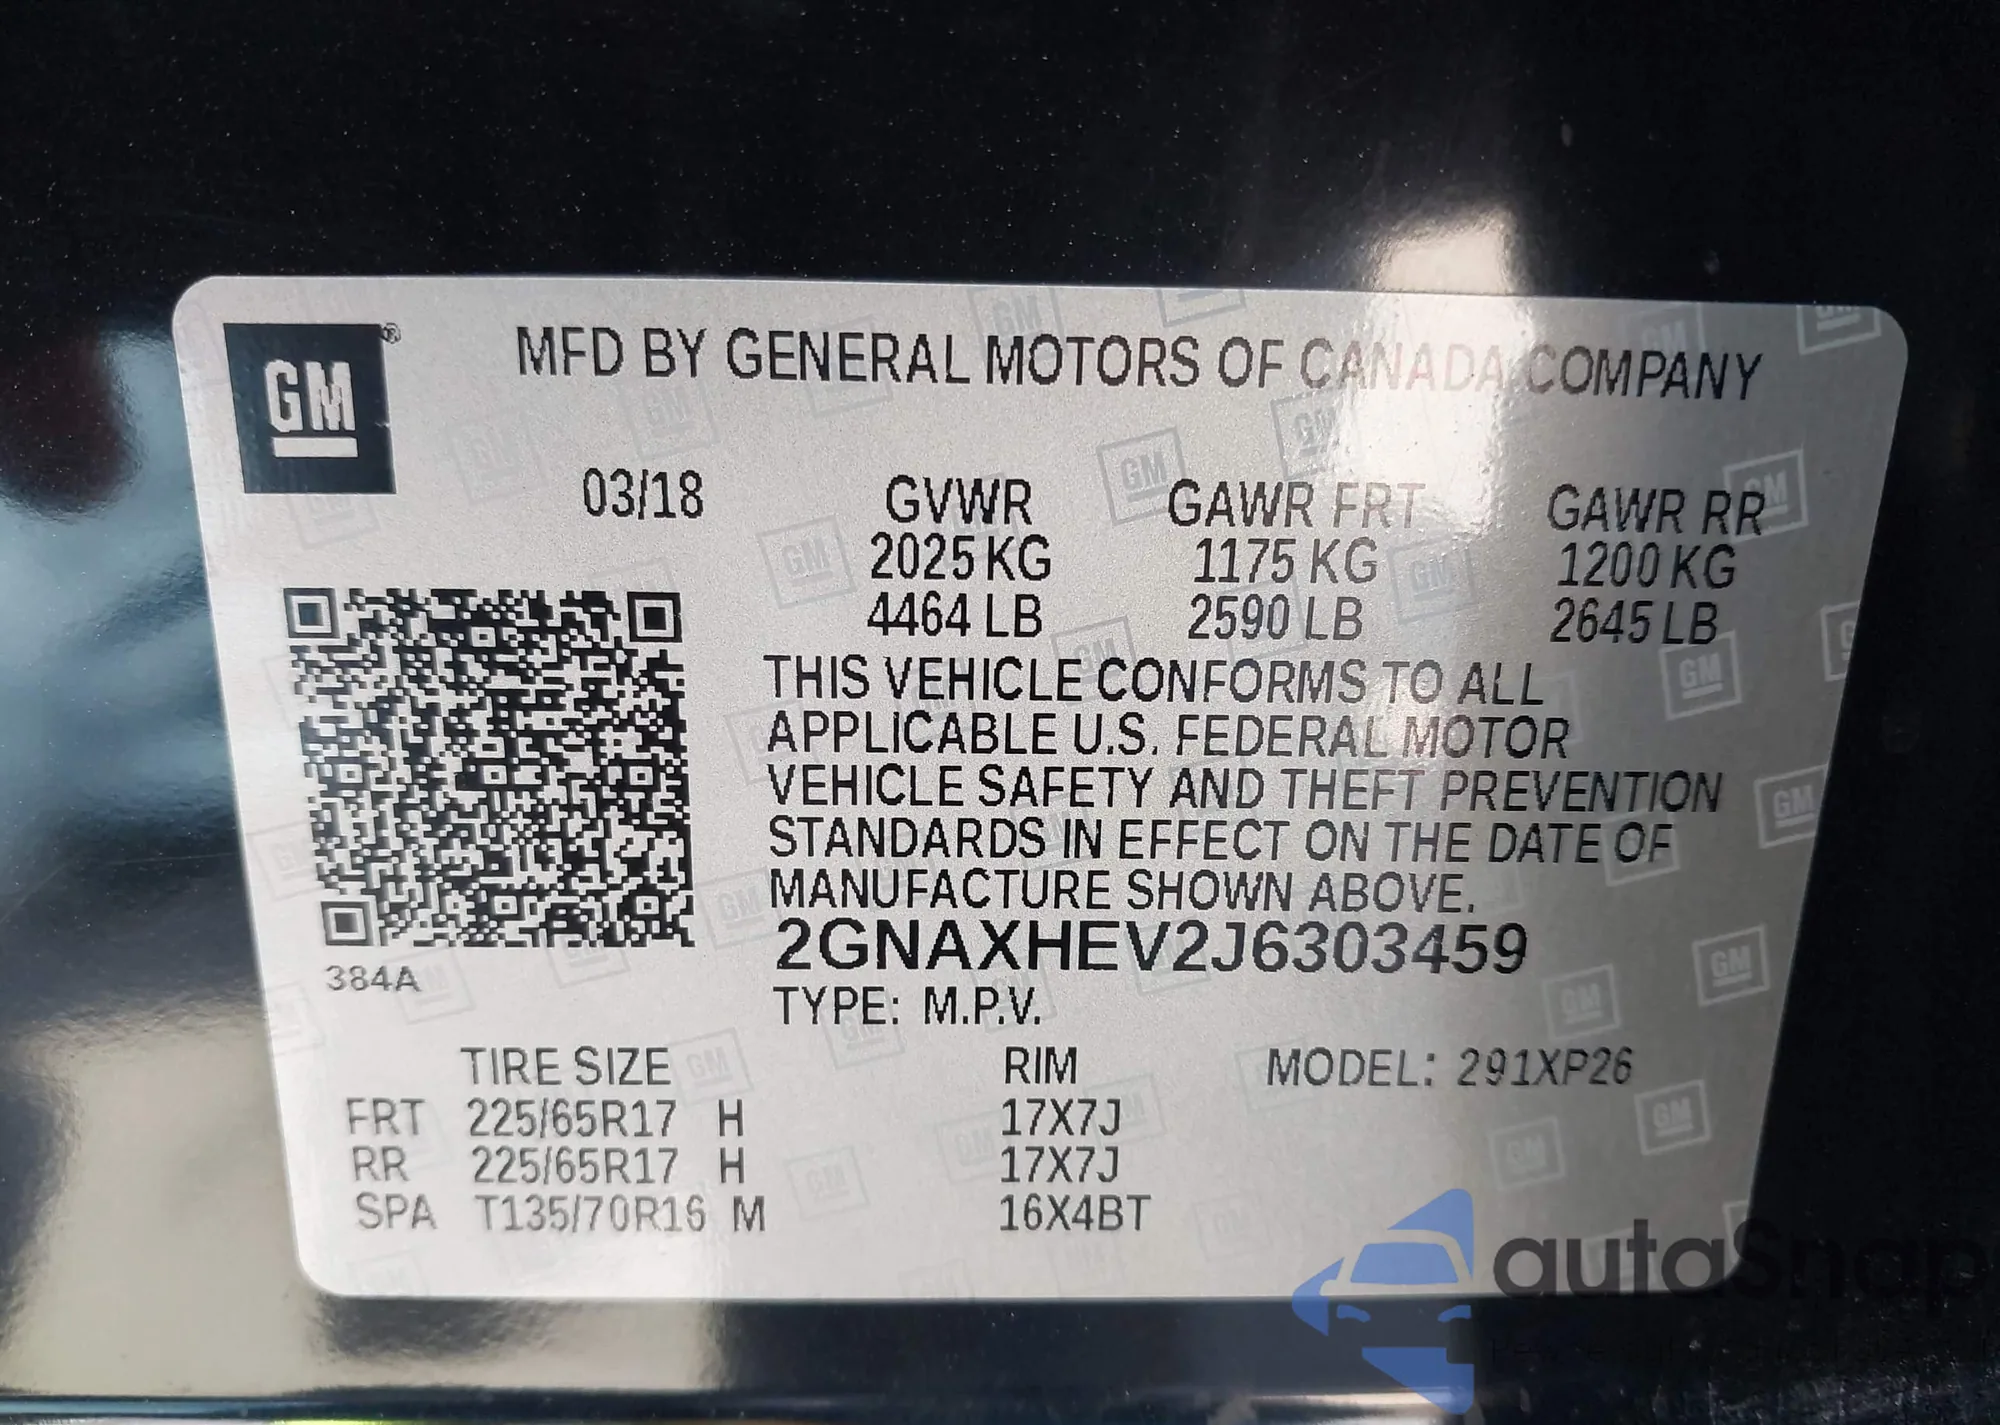 GM ®
MFD BY GENERAL MOTORS OF CANADA COMPANY
03/18 GVWR GAWR FRT GAWR RR
2025 KG 1175 KG 1200 KG
4464 LB 2590 LB 2645 LB
THIS VEHICLE CONFORMS TO ALL
APPLICABLE U.S. FEDERAL MOTOR
VEHICLE SAFETY AND THEFT PREVENTION
STANDARDS IN EFFECT ON THE DATE OF
MANUFACTURE SHOWN ABOVE.
2GNAXHEV2J6303459
384A
TYPE: M.P.V.
TIRE SIZE RIM MODEL: 291XP26
FRT 225/65R17 H 17X7J
RR 225/65R17 H 17X7J
SPA T135/70R16 M 16X4BT
autaSnap